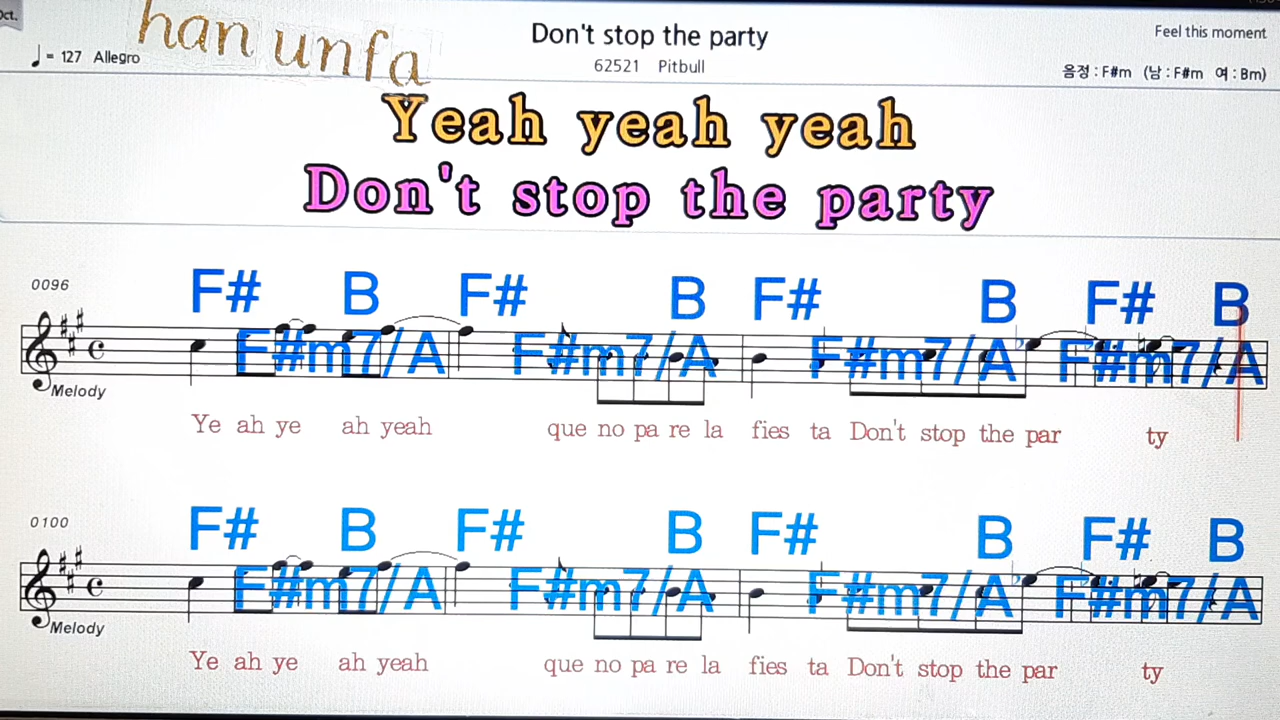 Oct.
han unfa
Don't stop the party
Feel this moment
♩ = 127 Allegro
62521 Pitbull
음정 : F#m (남 : F#m 여 : Bm)
Yeah yeah yeah
Don't stop the party
0096
F# B F# B F# B F# B
F#m7/A F#m7/A F#m7/A F#m7/A
Melody
Ye ah ye ah yeah que no pa re la fies ta Don't stop the par ty
0100
F# B F# B F# B F# B
F#m7/A F#m7/A F#m7/A F#m7/A
Melody
Ye ah ye ah yeah que no pa re la fies ta Don't stop the par ty